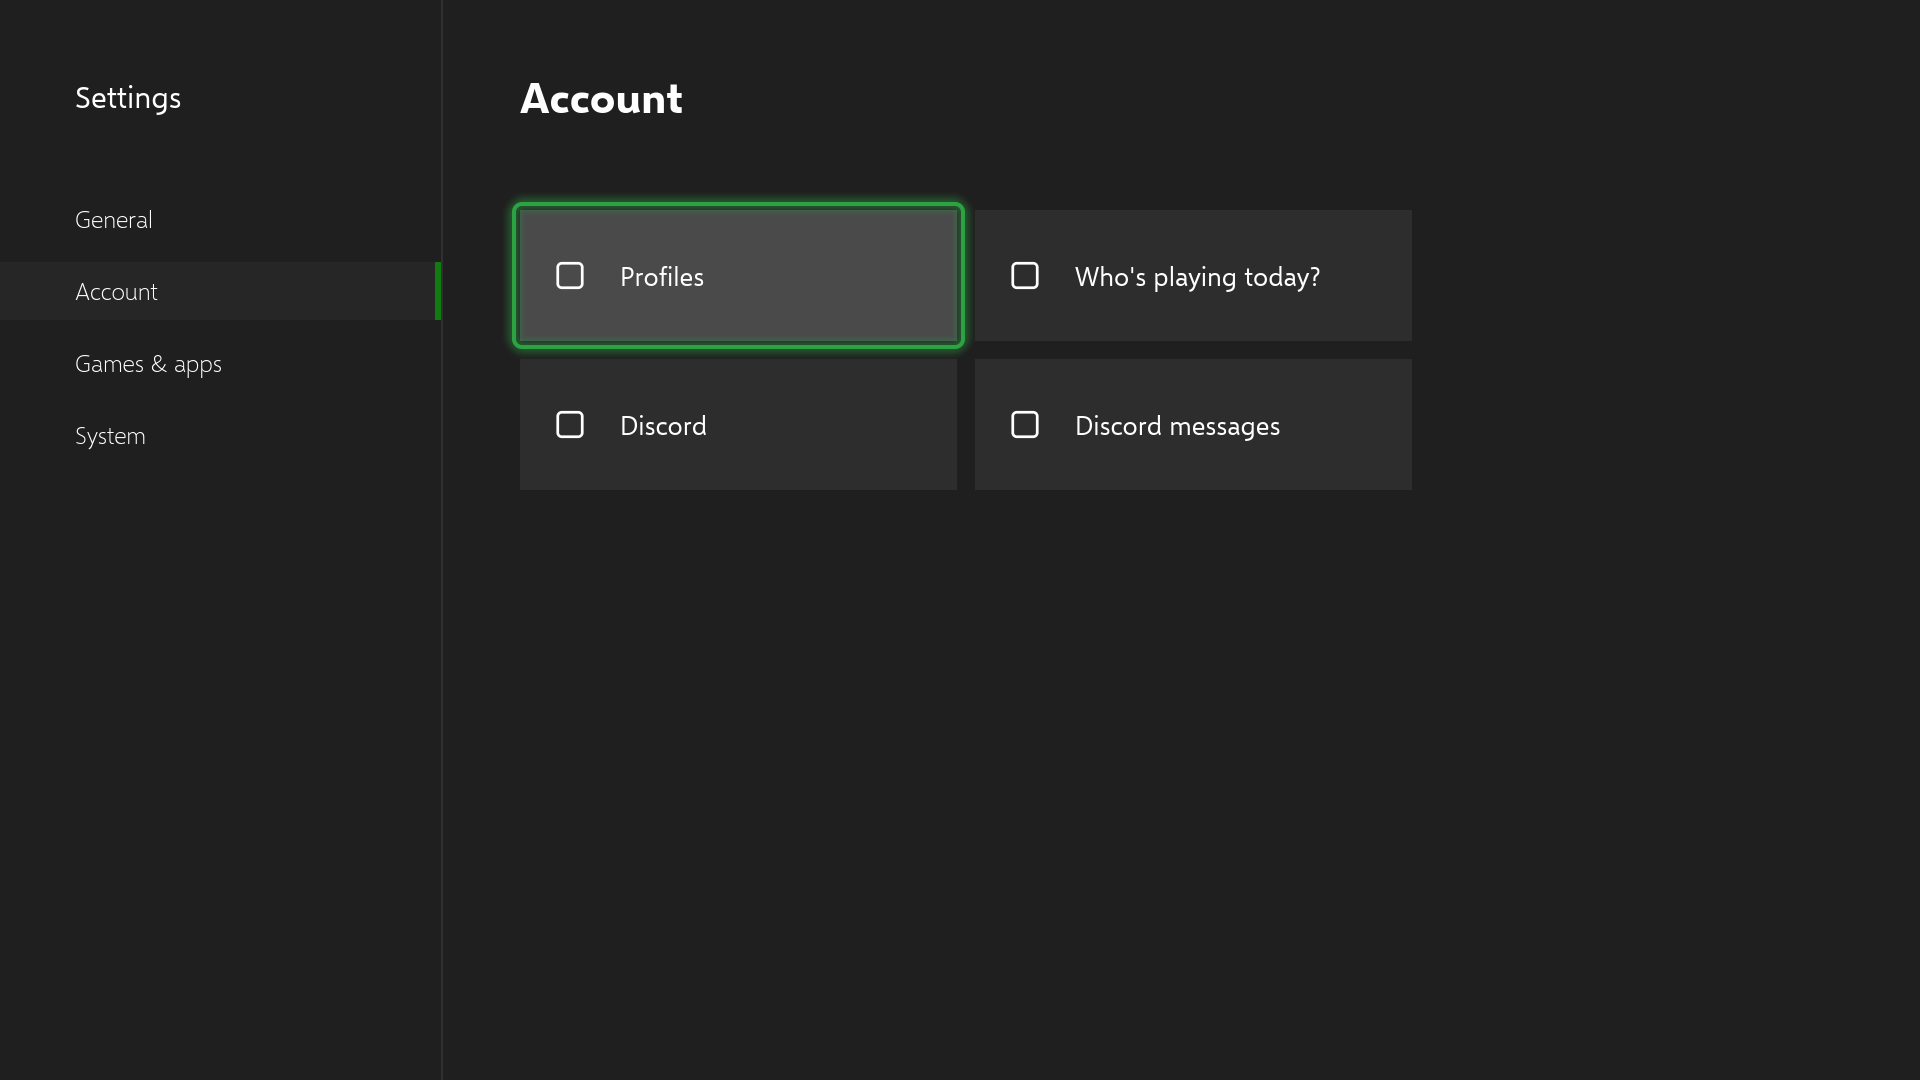 Settings
General
Account
Games & apps
System
Account
Profiles
Who's playing today?
Discord
Discord messages